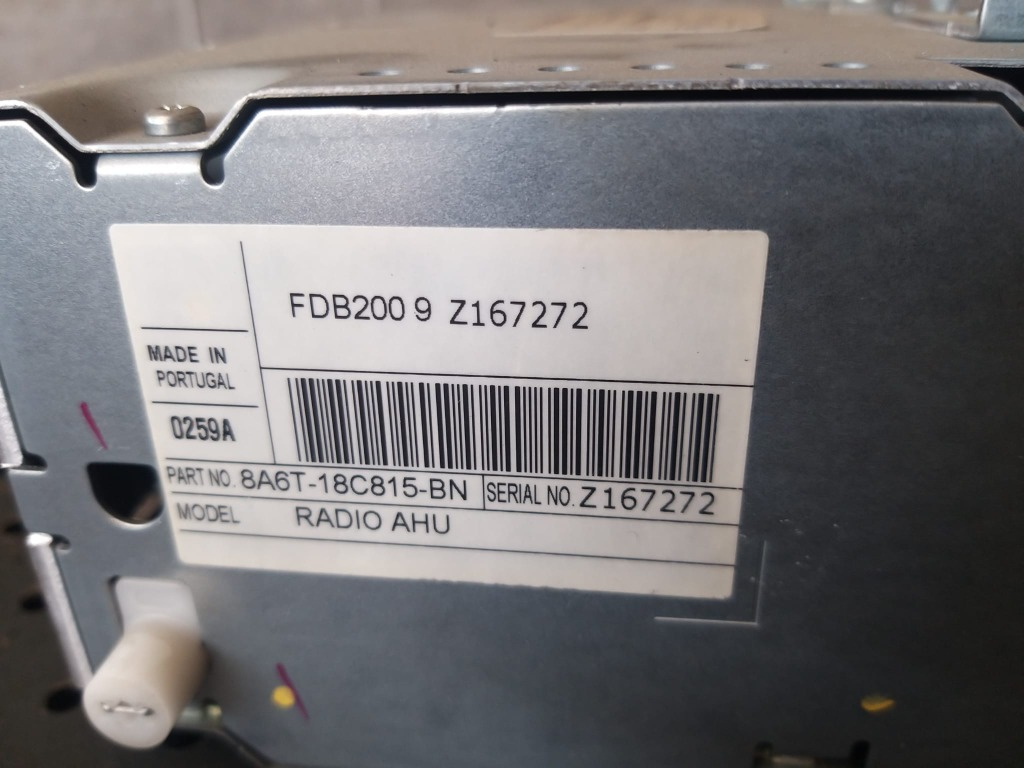 FDB200 9 Z167272
MADE IN
PORTUGAL
0259A
PART NO. 8A6T-18C815-BN
SERIAL NO. Z167272
MODEL RADIO AHU